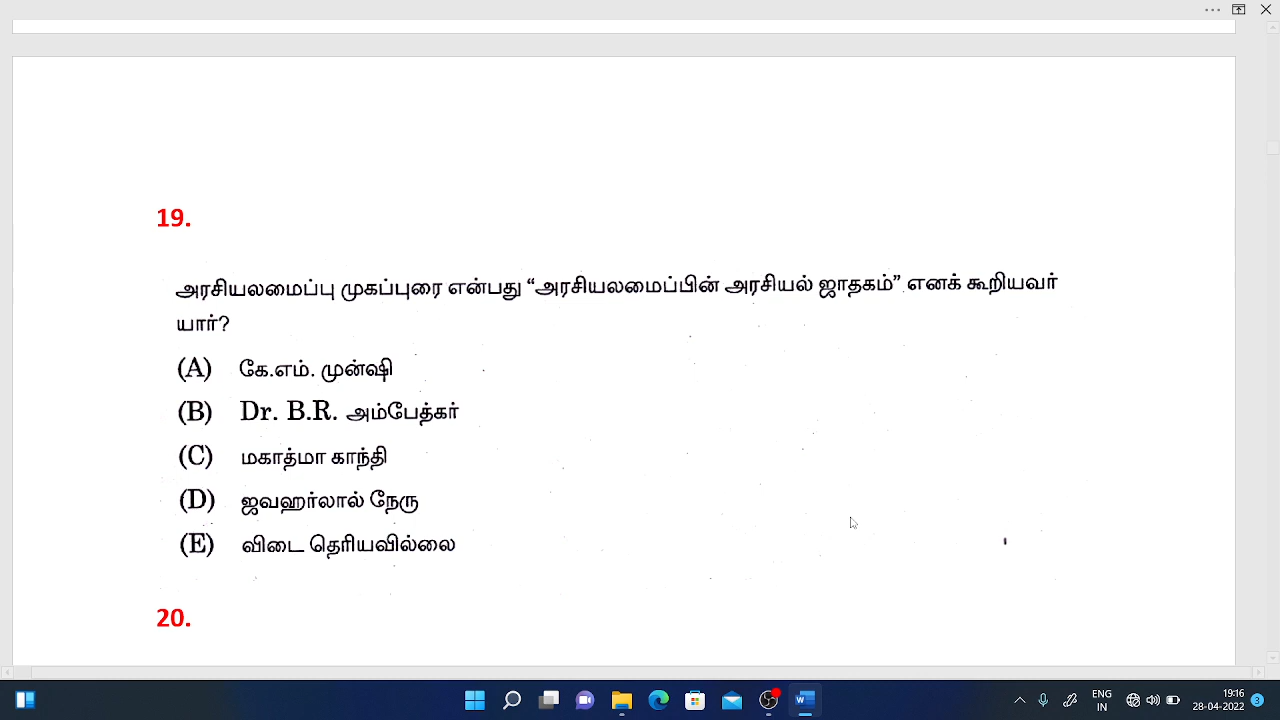 19.
அரசியலமைப்பு முகப்புரை என்பது “அரசியலமைப்பின் அரசியல் ஜாதகம்” எனக் கூறியவர்
யார்?
(A) கே.எம். முன்ஷி
(B) Dr. B.R. அம்பேத்கர்
(C) மகாத்மா காந்தி
(D) ஜவஹர்லால் நேரு
(E) விடை தெரியவில்லை
20.
ENG
IN
19:16
28-04-2022
3